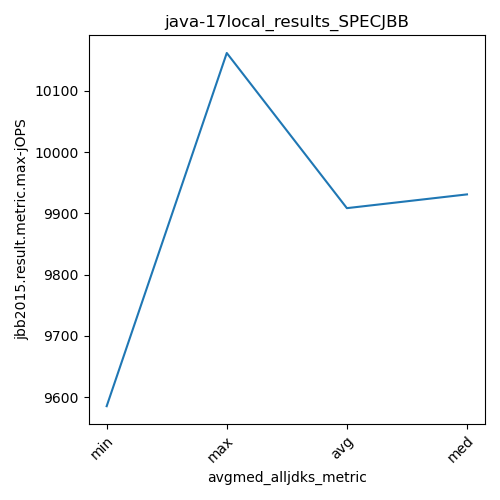 java-17local_results_SPECJBB
jbb2015.result.metric.max-jOPS
10100
10000
9900
9800
9700
9600
min
max
avg
med
avgmed_alljdks_metric